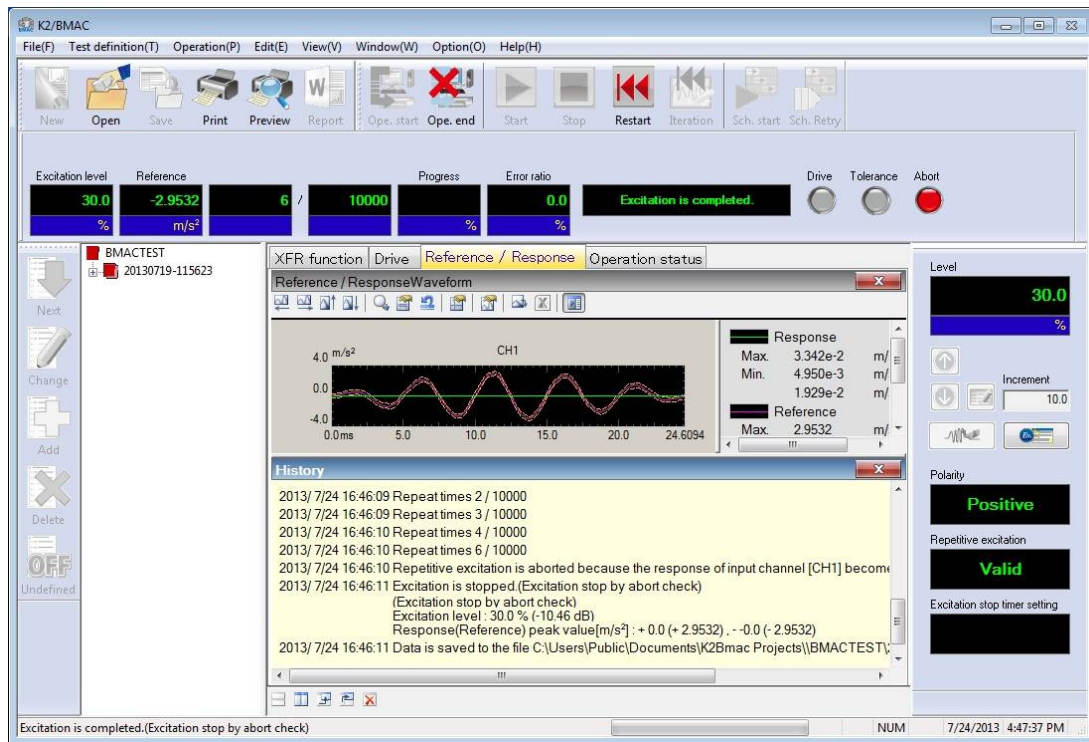 K2/BMAC
File(F) Test definition(T) Operation(P) Edit(E) View(V) Window(W) Option(O) Help(H)
New Open Save Print Preview Report Ope. start Ope. end Start Stop Restart Iteration Sch. start Sch. Retry
Excitation level Reference Progress Error ratio Drive Tolerance Abort
30.0 -2.9532 6 / 10000 0.0 Excitation is completed.
% m/s² % %
Next
Change
Add
Delete
OFF
Undefined
BMACTEST
20130719-115623
XFR function Drive Reference / Response Operation status
Reference / ResponseWaveform
4.0 m/s² CH1
0.0
-4.0
0.0ms 5.0 10.0 15.0 20.0 24.6094
Response
Max. 3.342e-2 m/
Min. 4.950e-3 m/
1.929e-2 m/
Reference
Max. 2.9532 m/
History
2013/ 7/24 16:46:09 Repeat times 2 / 10000
2013/ 7/24 16:46:09 Repeat times 3 / 10000
2013/ 7/24 16:46:10 Repeat times 4 / 10000
2013/ 7/24 16:46:10 Repeat times 6 / 10000
2013/ 7/24 16:46:10 Repetitive excitation is aborted because the response of input channel [CH1] become
2013/ 7/24 16:46:11 Excitation is stopped.(Excitation stop by abort check)
(Excitation stop by abort check)
Excitation level : 30.0 % (-10.46 dB)
Response(Reference) peak value[m/s²] : + 0.0 (+ 2.9532) , - -0.0 (- 2.9532)
2013/ 7/24 16:46:11 Data is saved to the file C:\Users\Public\Documents\K2Bmac Projects\\BMACTEST\
Level
30.0
%
Increment
10.0
Polarity
Positive
Repetitive excitation
Valid
Excitation stop timer setting
Excitation is completed.(Excitation stop by abort check) NUM 7/24/2013 4:47:37 PM